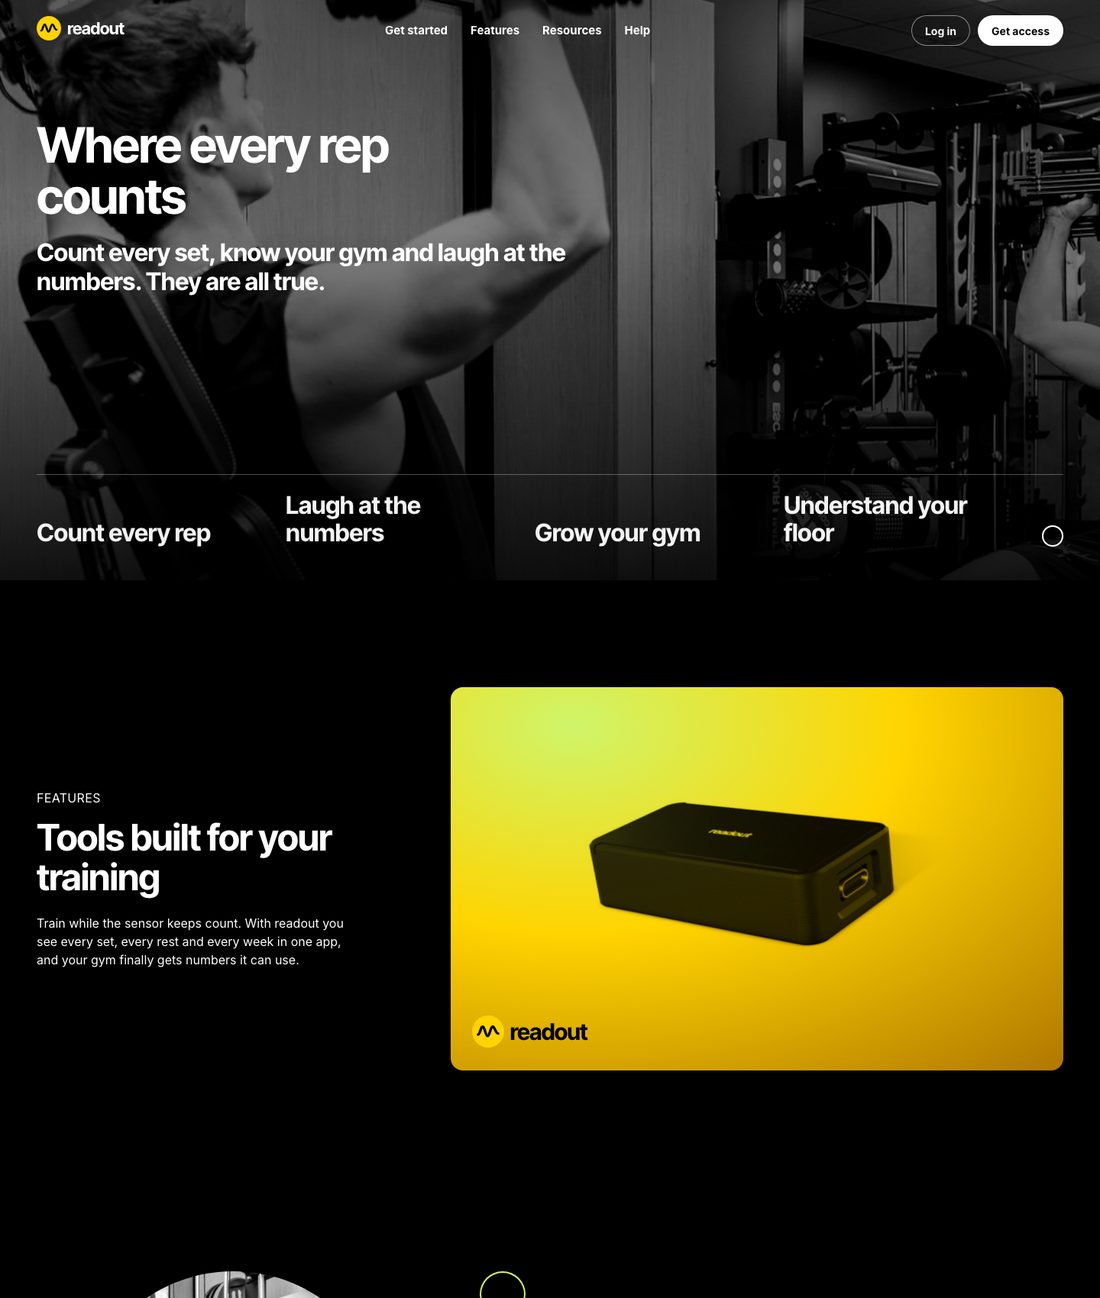 readout
Get started
Features
Resources
Help
Log in
Get access
Where every rep
counts
Count every set, know your gym and laugh at the
numbers. They are all true.
Count every rep
Laugh at the
numbers
Grow your gym
Understand your
floor
FEATURES
Tools built for your
training
Train while the sensor keeps count. With readout you
see every set, every rest and every week in one app,
and your gym finally gets numbers it can use.
readout
readout